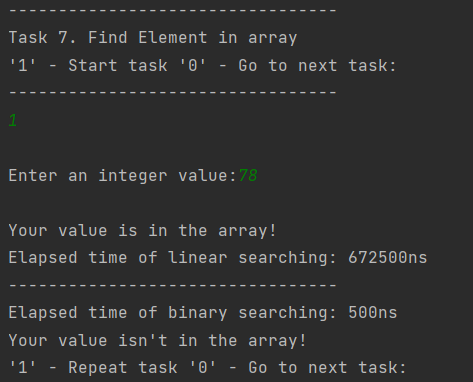 ---------------------------------
Task 7. Find Element in array
'1' - Start task '0' - Go to next task:
---------------------------------
1
Enter an integer value:78
Your value is in the array!
Elapsed time of linear searching: 672500ns
---------------------------------
Elapsed time of binary searching: 500ns
Your value isn't in the array!
'1' - Repeat task '0' - Go to next task: